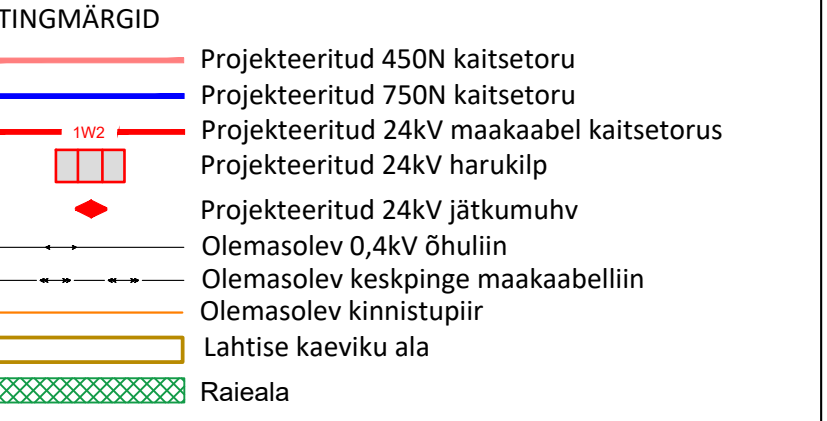 TINGMÄRGID
Projekteeritud 450N kaitsetoru
Projekteeritud 750N kaitsetoru
1W2 Projekteeritud 24kV maakaabel kaitsetorus
Projekteeritud 24kV harukilp
Projekteeritud 24kV jätkumuhv
Olemasolev 0,4kV õhuliin
Olemasolev keskpinge maakaabelliin
Olemasolev kinnistupiir
Lahtise kaeviku ala
Raieala